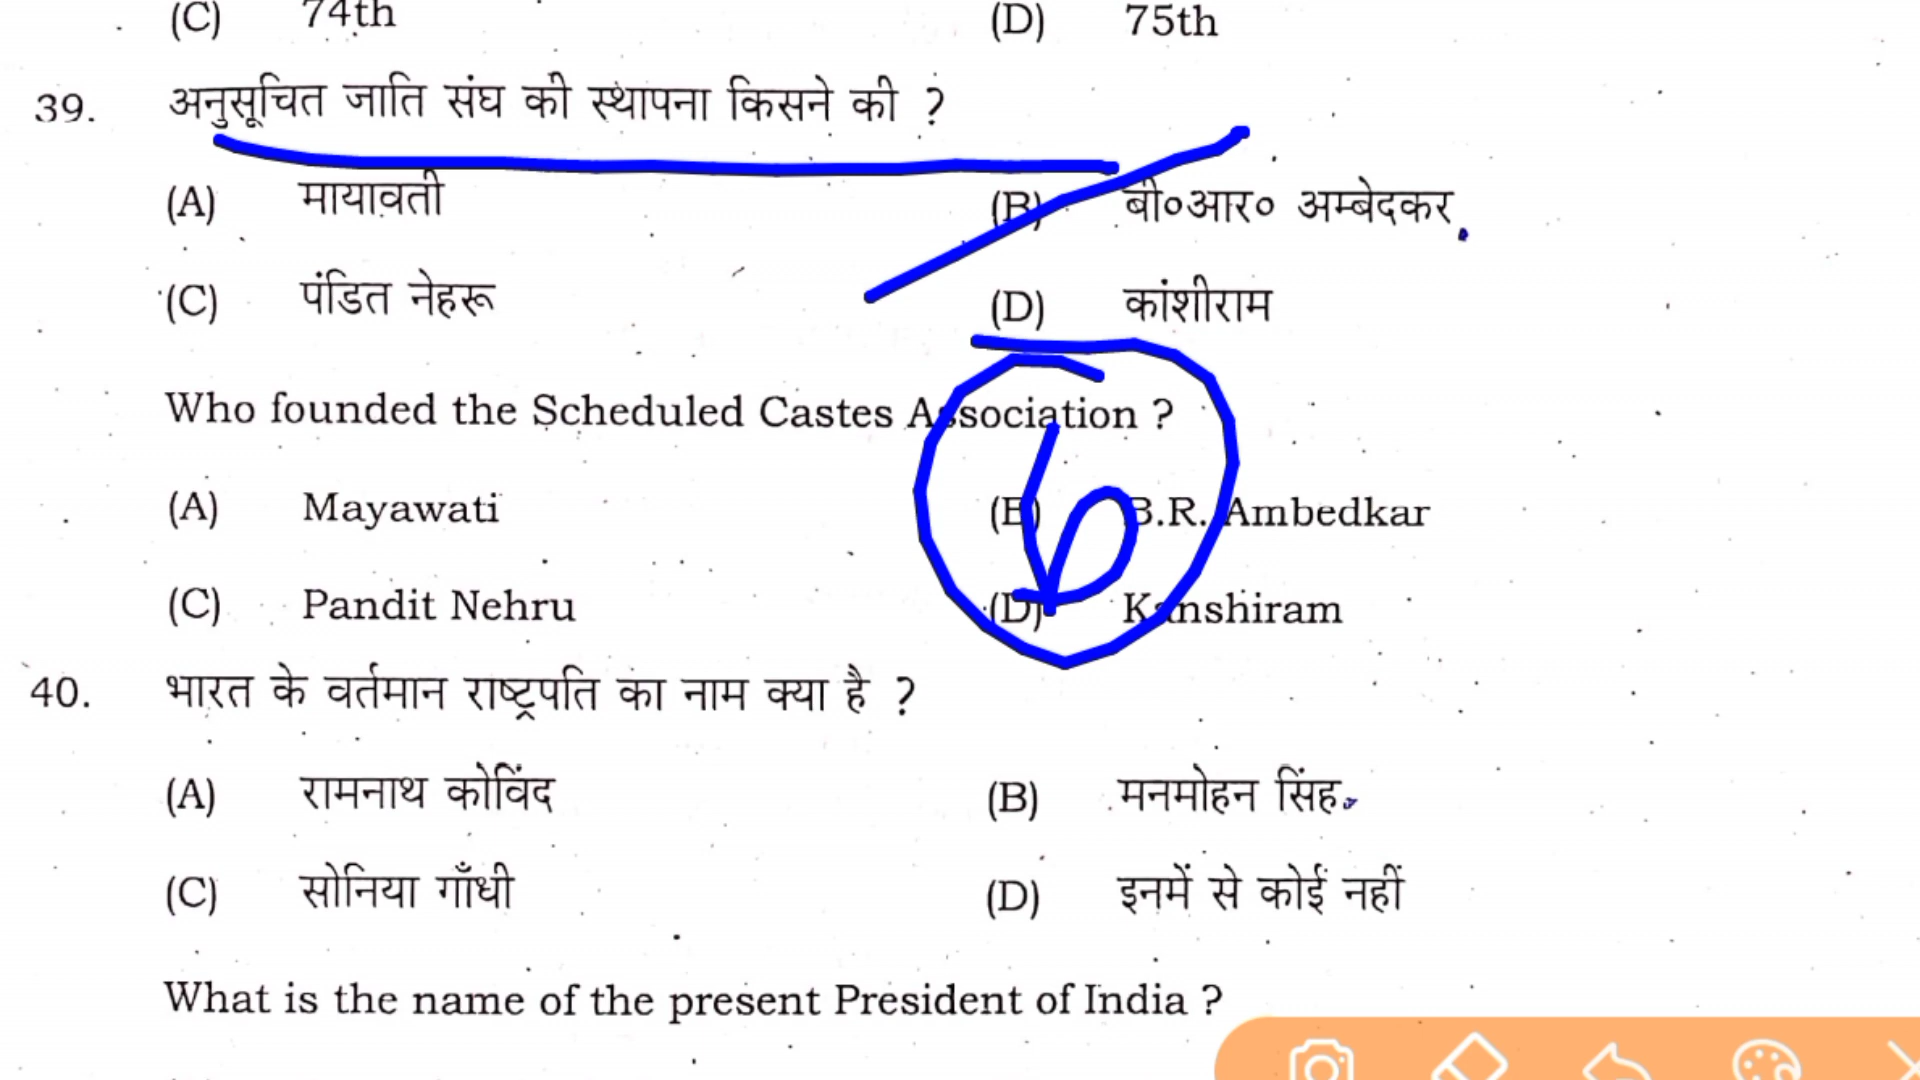 (C) 74th (D) 75th
39. अनुसूचित जाति संघ की स्थापना किसने की ?
(A) मायावती (B) बी०आर० अम्बेदकर
(C) पंडित नेहरू (D) कांशीराम
Who founded the Scheduled Castes Association ?
(A) Mayawati (B) B.R. Ambedkar
(C) Pandit Nehru (D) Kanshiram
b
40. भारत के वर्तमान राष्ट्रपति का नाम क्या है ?
(A) रामनाथ कोविंद (B) मनमोहन सिंह
(C) सोनिया गाँधी (D) इनमें से कोई नहीं
What is the name of the present President of India ?